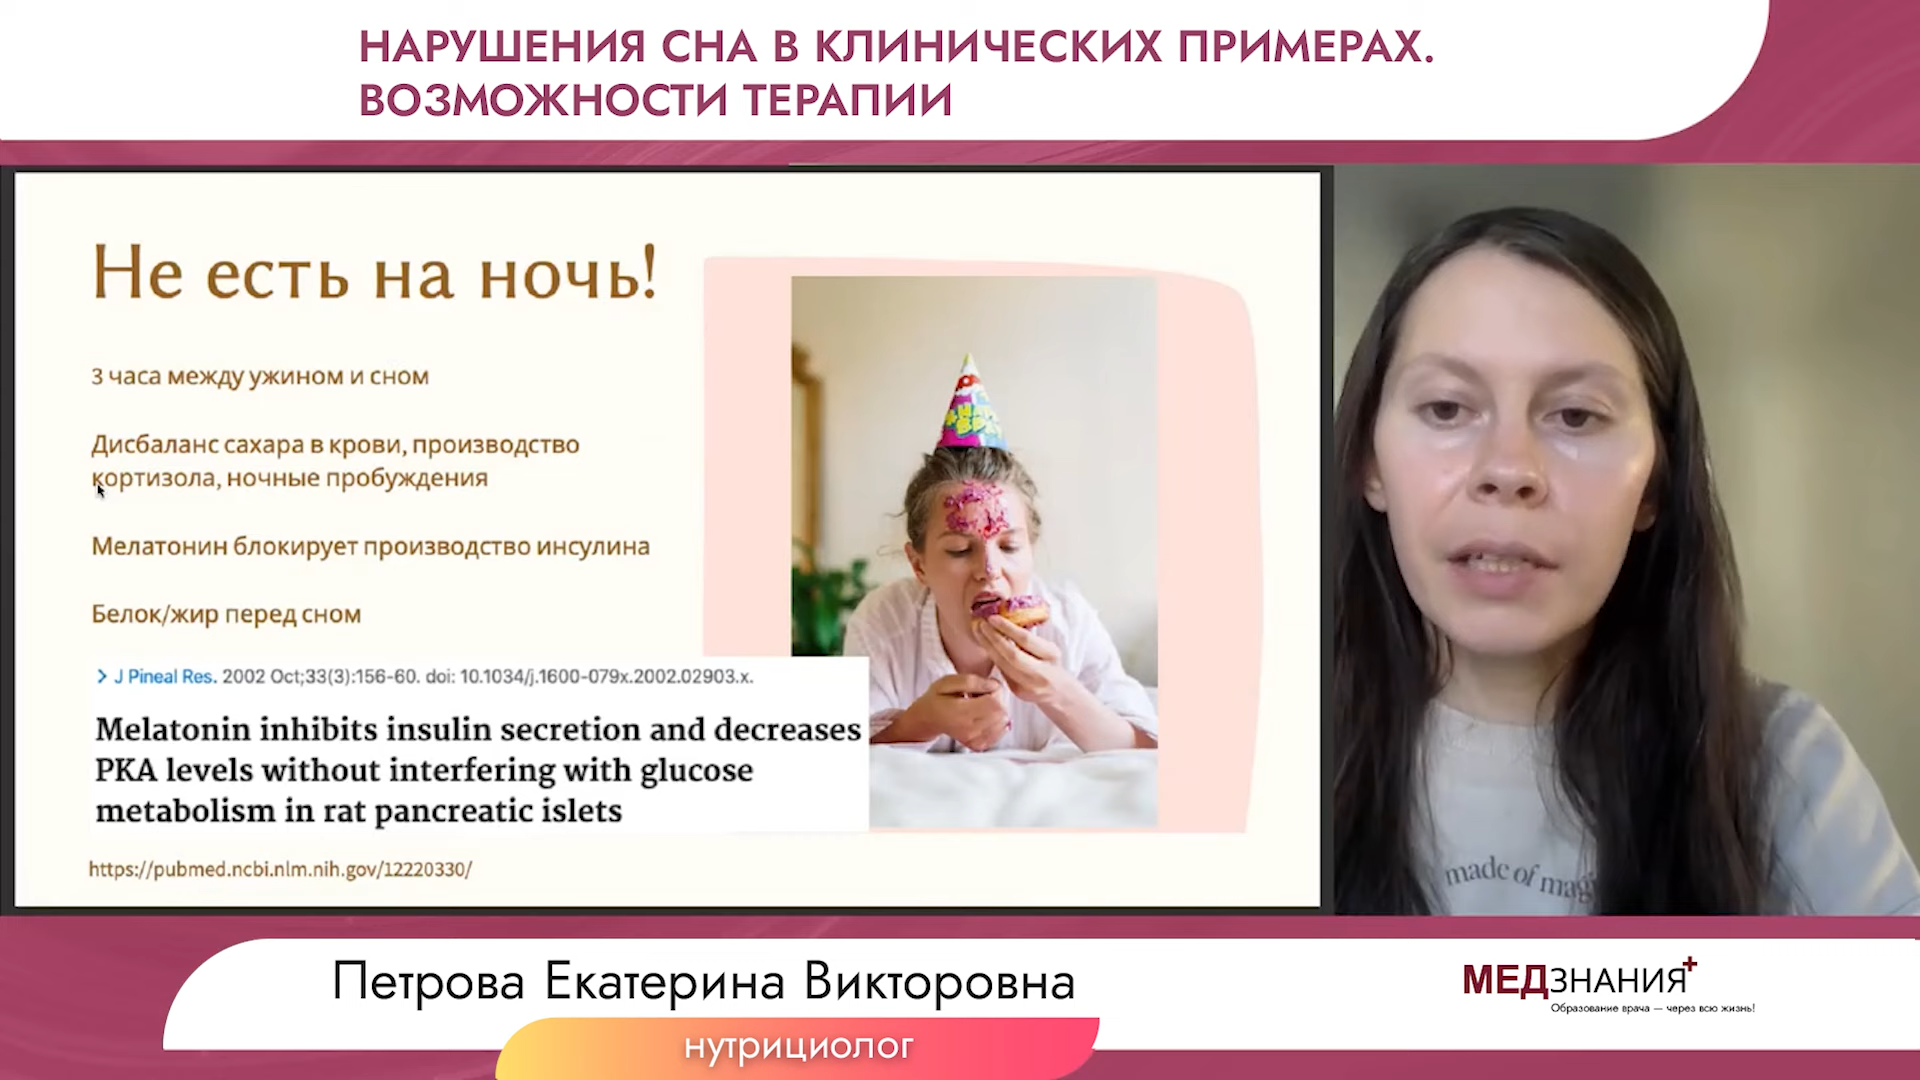 НАРУШЕНИЯ СНА В КЛИНИЧЕСКИХ ПРИМЕРАХ.
ВОЗМОЖНОСТИ ТЕРАПИИ
Не есть на ночь!
3 часа между ужином и сном
Дисбаланс сахара в крови, производство
кортизола, ночные пробуждения
Мелатонин блокирует производство инсулина
Белок/жир перед сном
> J Pineal Res. 2002 Oct;33(3):156-60. doi: 10.1034/j.1600-079x.2002.02903.x.
Melatonin inhibits insulin secretion and decreases
PKA levels without interfering with glucose
metabolism in rat pancreatic islets
https://pubmed.ncbi.nlm.nih.gov/12220330/
made of
Петрова Екатерина Викторовна
нутрициолог
МЕДЗНАНИЯ+
Образование врача — через всю жизнь!